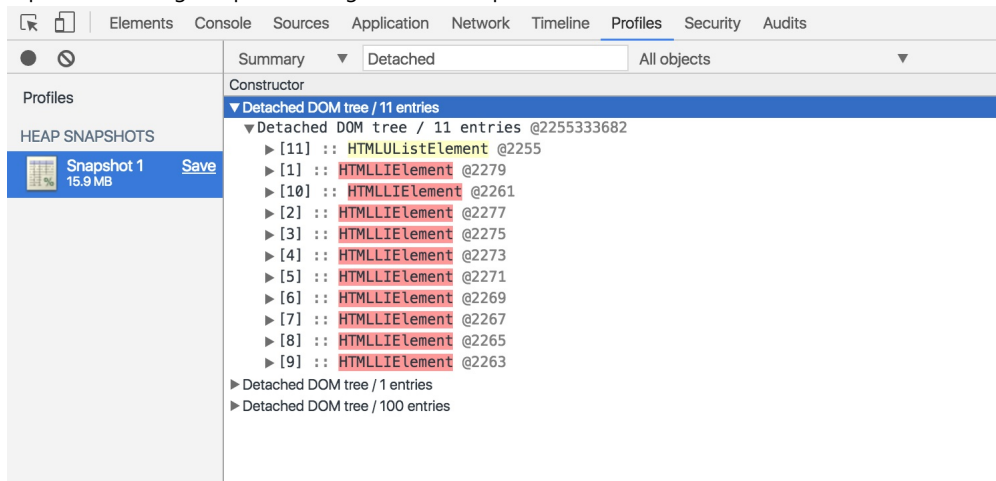 Elements Console Sources Application Network Timeline Profiles Security Audits
Summary ▼ Detached All objects ▼
Profiles
Constructor
▼Detached DOM tree / 11 entries
HEAP SNAPSHOTS
▼Detached DOM tree / 11 entries @2255333682
▶[11] :: HTMLUListElement @2255
Snapshot 1 Save
15.9 MB
▶[1] :: HTMLLIElement @2279
▶[10] :: HTMLLIElement @2261
▶[2] :: HTMLLIElement @2277
▶[3] :: HTMLLIElement @2275
▶[4] :: HTMLLIElement @2273
▶[5] :: HTMLLIElement @2271
▶[6] :: HTMLLIElement @2269
▶[7] :: HTMLLIElement @2267
▶[8] :: HTMLLIElement @2265
▶[9] :: HTMLLIElement @2263
▶Detached DOM tree / 1 entries
▶Detached DOM tree / 100 entries